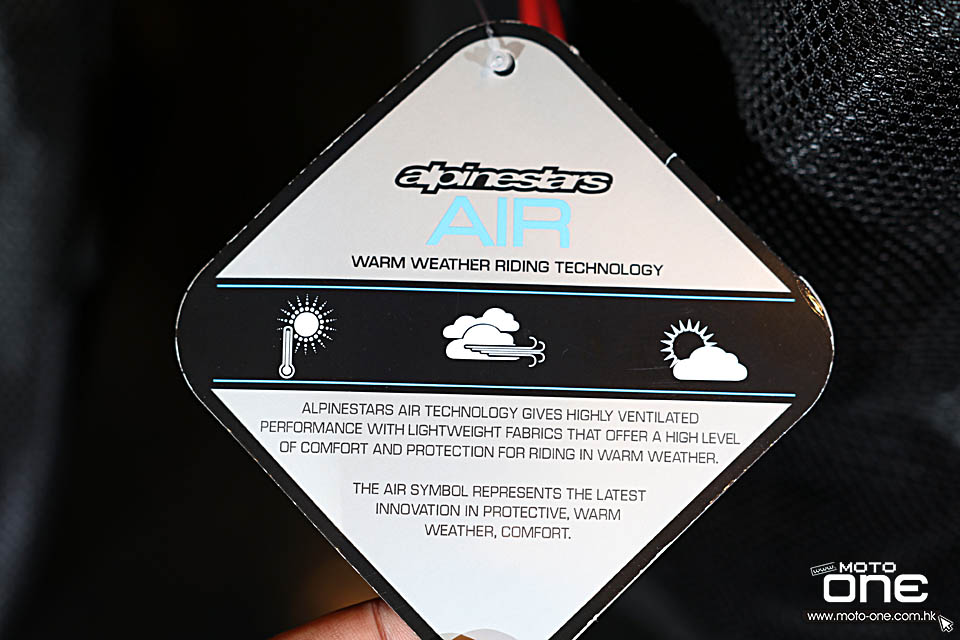 alpinestars
AIR
WARM WEATHER RIDING TECHNOLOGY
ALPINESTARS AIR TECHNOLOGY GIVES HIGHLY VENTILATED
PERFORMANCE WITH LIGHTWEIGHT FABRICS THAT OFFER A HIGH LEVEL
OF COMFORT AND PROTECTION FOR RIDING IN WARM WEATHER.
THE AIR SYMBOL REPRESENTS THE LATEST
INNOVATION IN PROTECTIVE, WARM
WEATHER, COMFORT.
www. MOTO
ONE
www.moto-one.com.hk